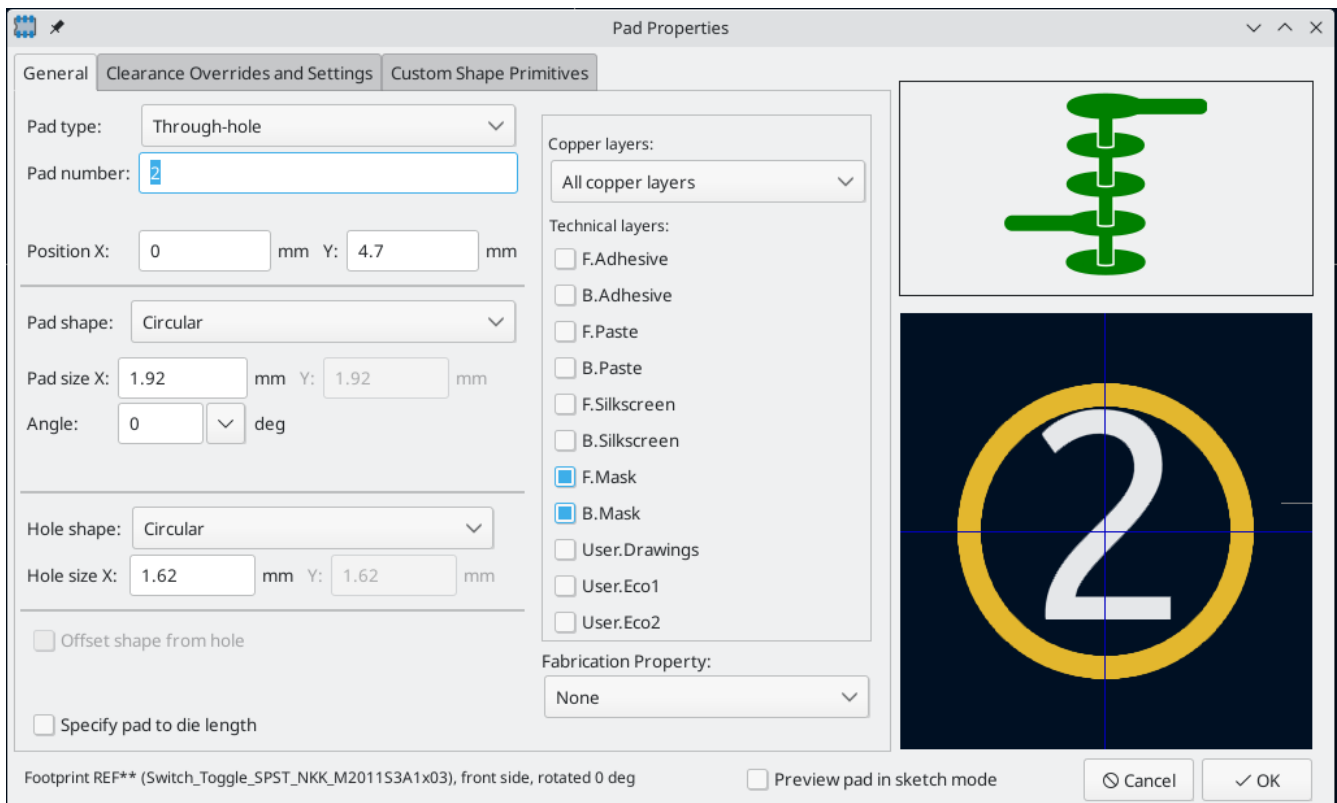 Pad Properties
General
Clearance Overrides and Settings
Custom Shape Primitives
Pad type:
Through-hole
Pad number:
2
Position X:
0
mm
Y:
4.7
mm
Pad shape:
Circular
Pad size X:
1.92
mm
Y:
1.92
mm
Angle:
0
deg
Hole shape:
Circular
Hole size X:
1.62
mm
Y:
1.62
mm
Offset shape from hole
Specify pad to die length
Copper layers:
All copper layers
Technical layers:
F.Adhesive
B.Adhesive
F.Paste
B.Paste
F.Silkscreen
B.Silkscreen
F.Mask
B.Mask
User.Drawings
User.Eco1
User.Eco2
Fabrication Property:
None
2
Footprint REF** (Switch_Toggle_SPST_NKK_M2011S3A1x03), front side, rotated 0 deg
Preview pad in sketch mode
Cancel
OK